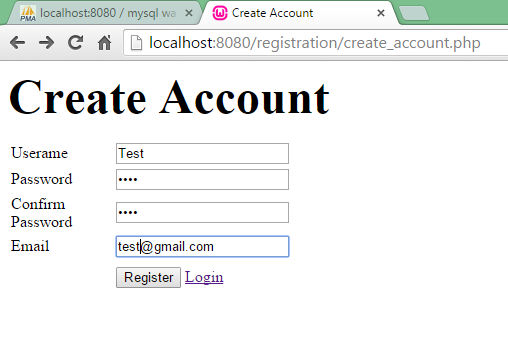 localhost:8080 / mysql wa
Create Account
localhost:8080/registration/create_account.php
Create Account
Userame Test
Password ••••
Confirm Password ••••
Email test@gmail.com
Register Login